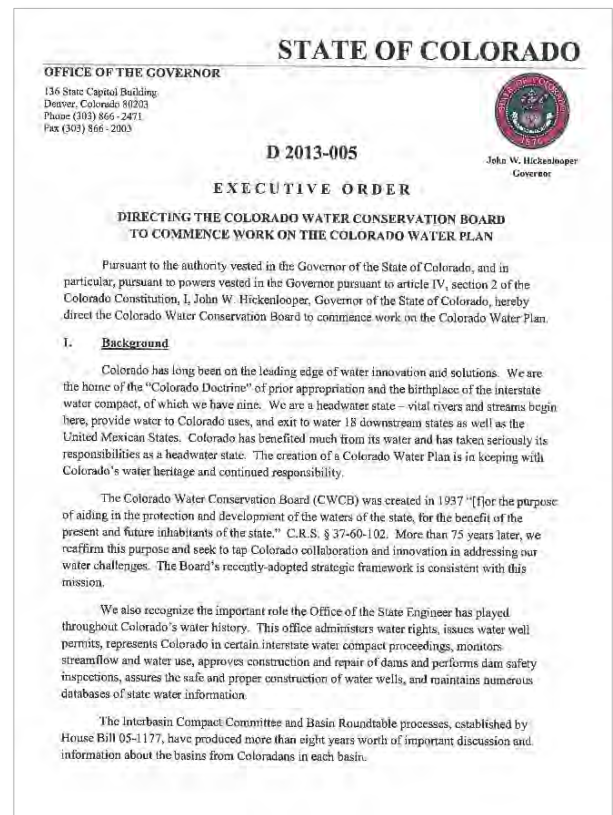 STATE OF COLORADO
OFFICE OF THE GOVERNOR
136 State Capitol Building
Denver, Colorado 80203
Phone (303) 866 - 2471
Fax (303) 866 - 2003
John W. Hickenlooper
Governor
D 2013-005
EXECUTIVE ORDER
DIRECTING THE COLORADO WATER CONSERVATION BOARD
TO COMMENCE WORK ON THE COLORADO WATER PLAN
Pursuant to the authority vested in the Governor of the State of Colorado, and in
particular, pursuant to powers vested in the Governor pursuant to article IV, section 2 of the
Colorado Constitution, I, John W. Hickenlooper, Governor of the State of Colorado, hereby
direct the Colorado Water Conservation Board to commence work on the Colorado Water Plan.
I. Background
Colorado has long been on the leading edge of water innovation and solutions. We are
the home of the “Colorado Doctrine” of prior appropriation and the birthplace of the interstate
water compact, of which we have nine. We are a headwater state – vital rivers and streams begin
here, provide water to Colorado uses, and exit to water 18 downstream states as well as the
United Mexican States. Colorado has benefited much from its water and has taken seriously its
responsibilities as a headwater state. The creation of a Colorado Water Plan is in keeping with
Colorado’s water heritage and continued responsibility.
The Colorado Water Conservation Board (CWCB) was created in 1937 “[f]or the purpose
of aiding in the protection and development of the waters of the state, for the benefit of the
present and future inhabitants of the state.” C.R.S. § 37-60-102. More than 75 years later, we
reaffirm this purpose and seek to tap Colorado collaboration and innovation in addressing our
water challenges. The Board’s recently-adopted strategic framework is consistent with this
mission.
We also recognize the important role the Office of the State Engineer has played
throughout Colorado’s water history. This office administers water rights, issues water well
permits, represents Colorado in certain interstate water compact proceedings, monitors
streamflow and water use, approves construction and repair of dams and performs dam safety
inspections, assures the safe and proper construction of water wells, and maintains numerous
databases of state water information.
The Interbasin Compact Committee and Basin Roundtable processes, established by
House Bill 05-1177, have produced more than eight years worth of important discussion and
information about the basins from Coloradans in each basin.